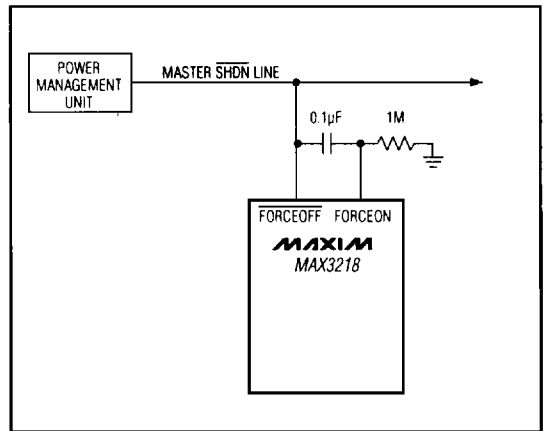 POWER
MANAGEMENT
UNIT
MASTER SHDN LINE
0.1µF
1M
FORCEOFF FORCEON
MAXIM
MAX3218